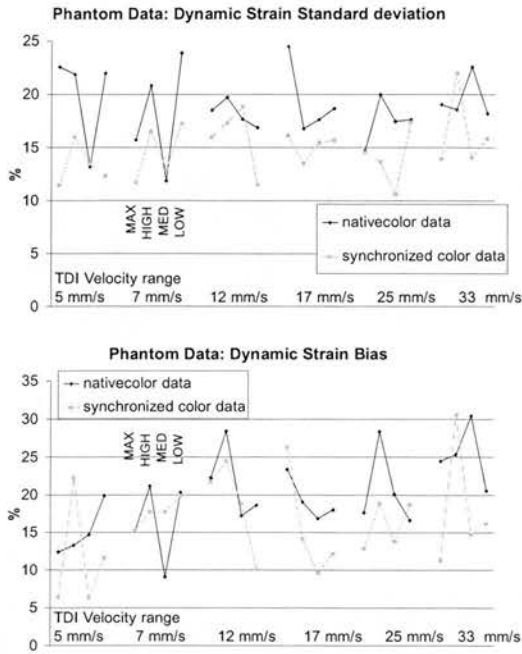 Phantom Data: Dynamic Strain Standard deviation
25
20
15
10
5
0
%
MAX
HIGH
MED
LOW
nativecolor data
synchronized color data
TDI Velocity range
5 mm/s 7 mm/s 12 mm/s 17 mm/s 25 mm/s 33 mm/s
Phantom Data: Dynamic Strain Bias
35
30
25
20
15
10
5
0
%
nativecolor data
synchronized color data
MAX
HIGH
MED
LOW
TDI Velocity range
5 mm/s 7 mm/s 12 mm/s 17 mm/s 25 mm/s 33 mm/s